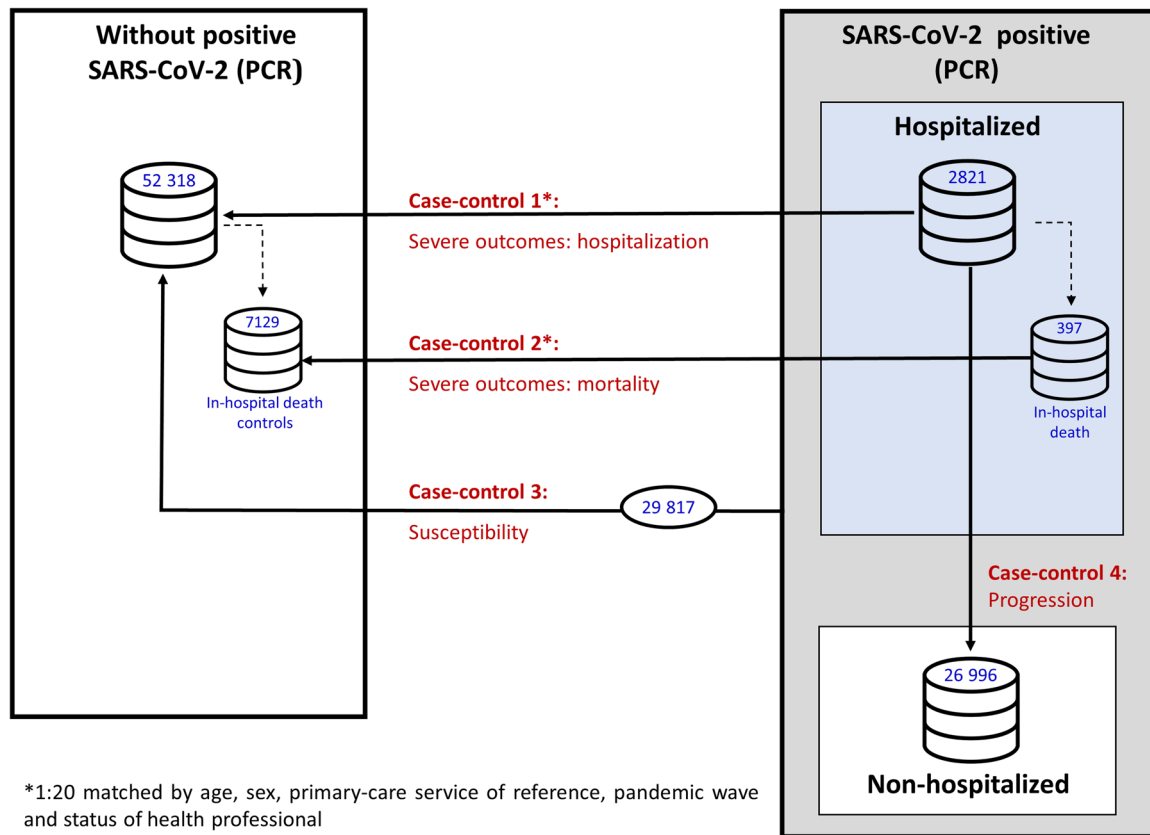 Without positive
SARS-CoV-2 (PCR)
52 318
7129
In-hospital death
controls
Case-control 1*:
Severe outcomes: hospitalization
Case-control 2*:
Severe outcomes: mortality
Case-control 3:
Susceptibility
29 817
SARS-CoV-2 positive
(PCR)
Hospitalized
2821
397
In-hospital
death
Case-control 4:
Progression
26 996
Non-hospitalized
*1:20 matched by age, sex, primary-care service of reference, pandemic wave
and status of health professional